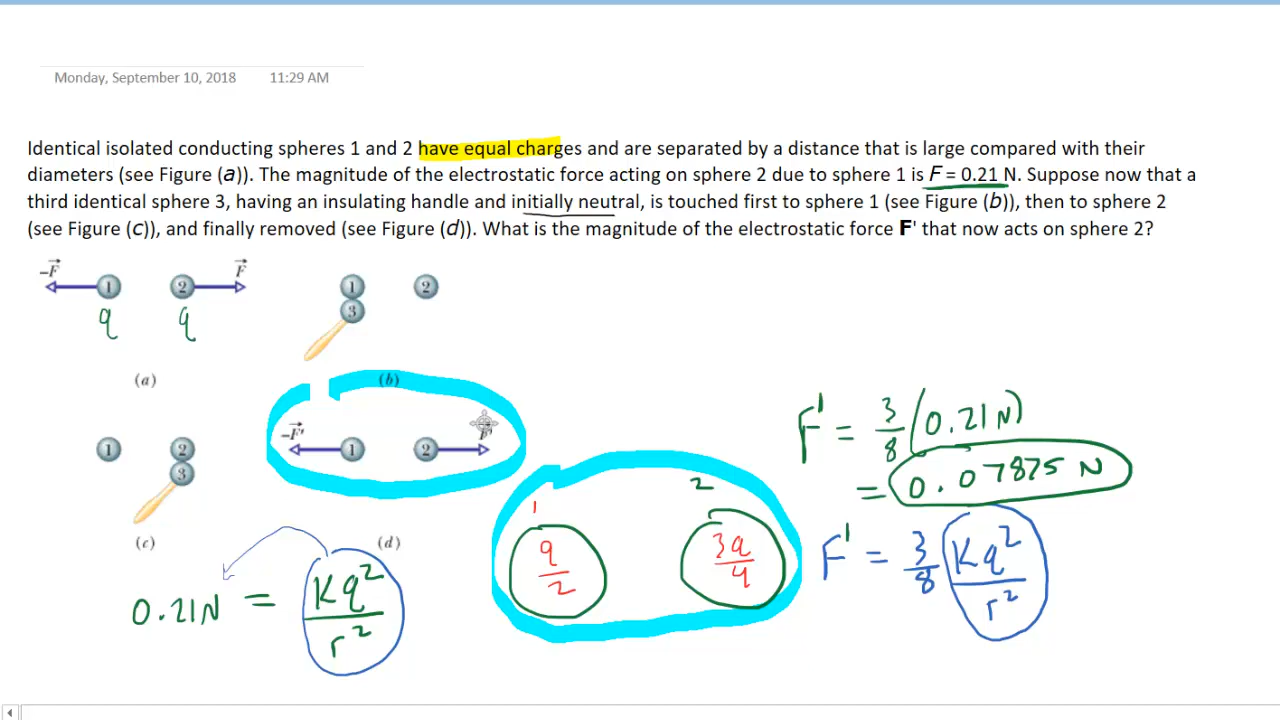 Monday, September 10, 2018 11:29 AM
Identical isolated conducting spheres 1 and 2 have equal charges and are separated by a distance that is large compared with their
diameters (see Figure (a)). The magnitude of the electrostatic force acting on sphere 2 due to sphere 1 is F = 0.21 N. Suppose now that a
third identical sphere 3, having an insulating handle and initially neutral, is touched first to sphere 1 (see Figure (b)), then to sphere 2
(see Figure (c)), and finally removed (see Figure (d)). What is the magnitude of the electrostatic force F' that now acts on sphere 2?
-F⃗ 1 2 F⃗
q q
1 2
3
(a) (b)
1 2
3
-F⃗' 1 2 F⃗'
(c) (d)
0.21N = Kq²/r²
1 2
q/2 3q/4
F' = 3/8 (0.21N)
= 0.07875 N
F' = 3/8 Kq²/r²